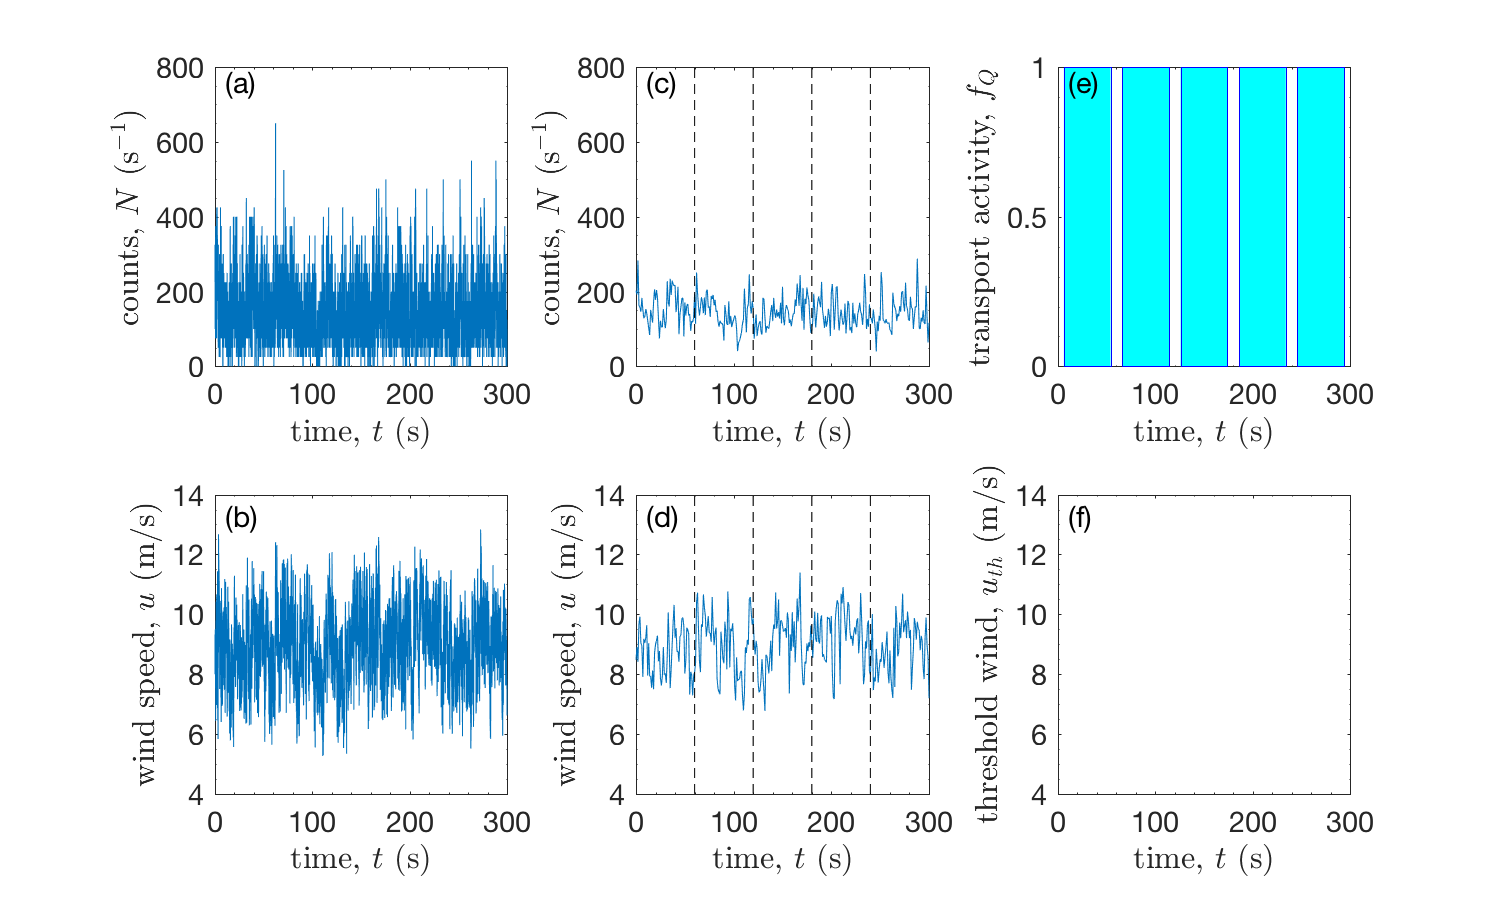 (a)
800
600
400
200
0
0 100 200 300
counts, N (s⁻¹)
time, t (s)
(c)
800
600
400
200
0
0 100 200 300
counts, N (s⁻¹)
time, t (s)
(e)
1
0.5
0
0 100 200 300
transport activity, f_Q
time, t (s)
(b)
14
12
10
8
6
4
0 100 200 300
wind speed, u (m/s)
time, t (s)
(d)
14
12
10
8
6
4
0 100 200 300
wind speed, u (m/s)
time, t (s)
(f)
14
12
10
8
6
4
0 100 200 300
threshold wind, u_th (m/s)
time, t (s)